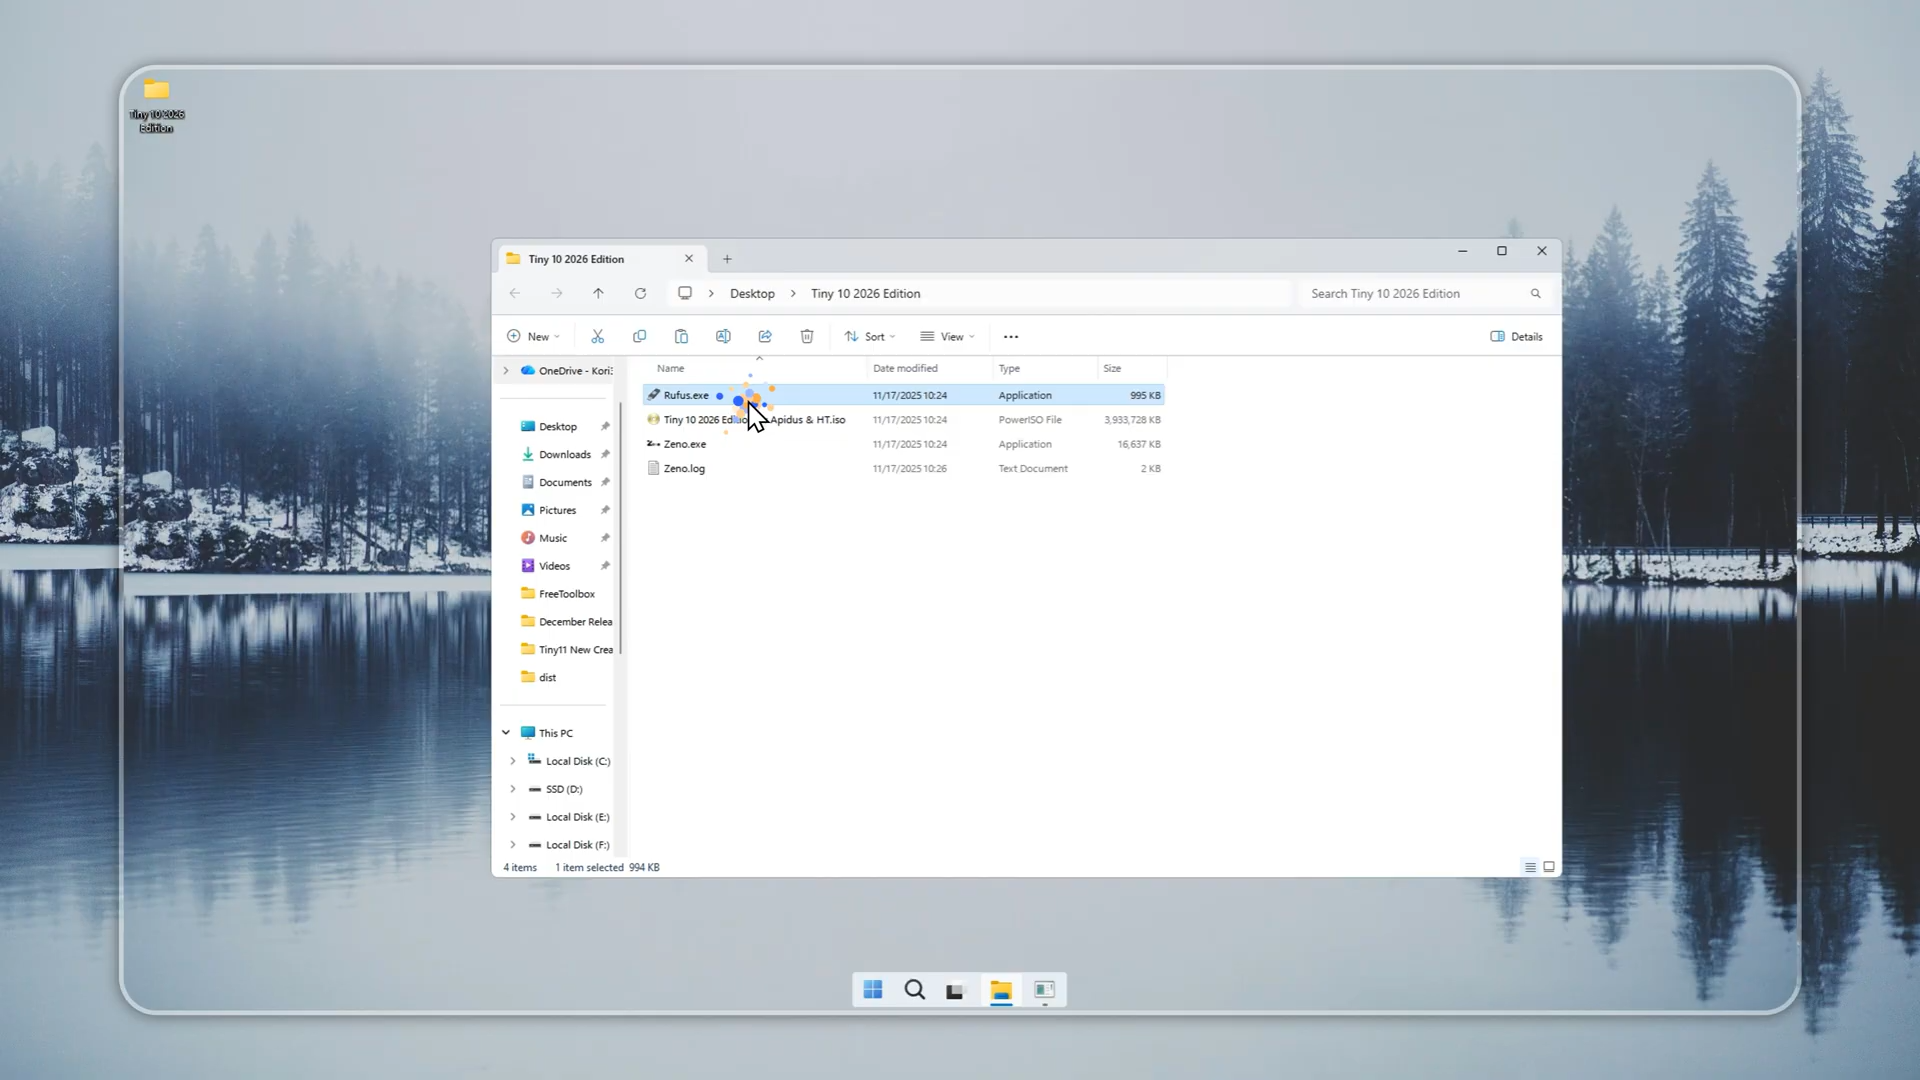 Tiny 10 2026
Edition
Tiny 10 2026 Edition
Desktop
Tiny 10 2026 Edition
Search Tiny 10 2026 Edition
New
Sort
View
Details
Name
Date modified
Type
Size
OneDrive - Kori3
Desktop
Downloads
Documents
Pictures
Music
Videos
FreeToolbox
December Relea
Tiny11 New Crea
dist
This PC
Local Disk (C:)
SSD (D:)
Local Disk (E:)
Local Disk (F:)
Rufus.exe 11/17/2025 10:24 Application 995 KB
Tiny 10 2026 Apidus & HT.iso 11/17/2025 10:24 PowerISO File 3,933,728 KB
Zeno.exe 11/17/2025 10:24 Application 16,637 KB
Zeno.log 11/17/2025 10:26 Text Document 2 KB
4 items 1 item selected 994 KB